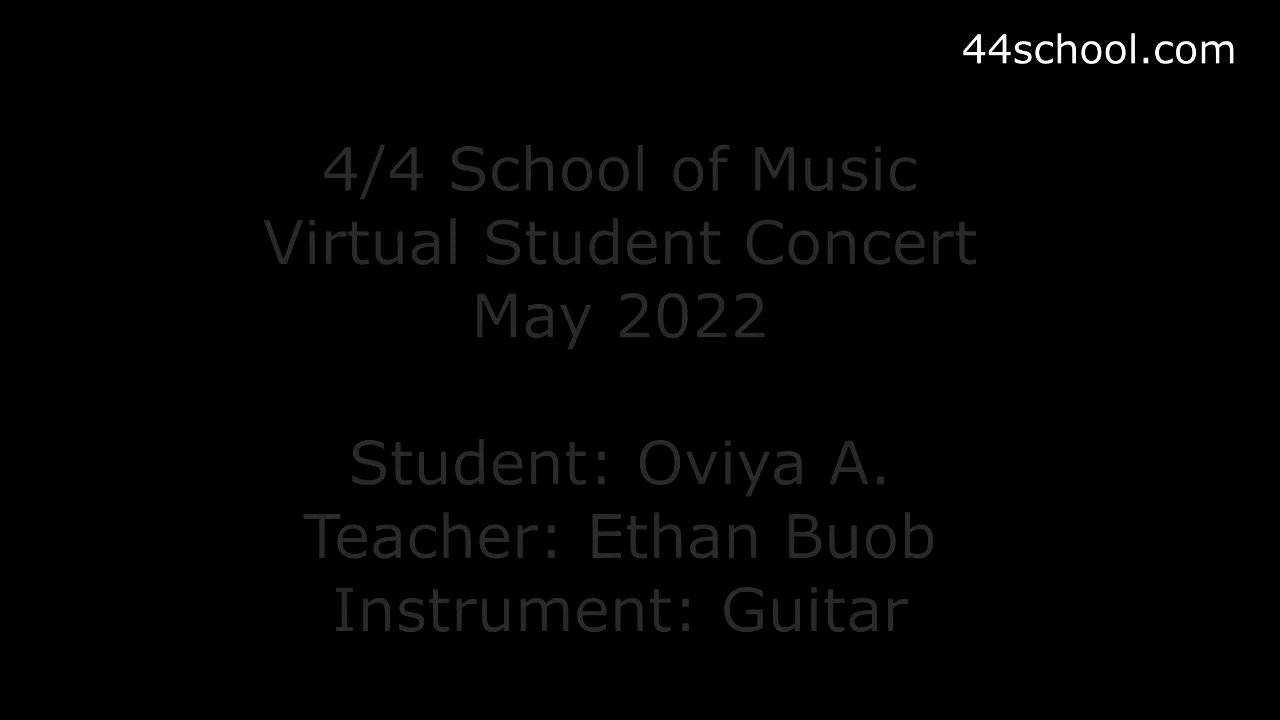 44school.com
4/4 School of Music
Virtual Student Concert
May 2022
Student: Oviya A.
Teacher: Ethan Buob
Instrument: Guitar